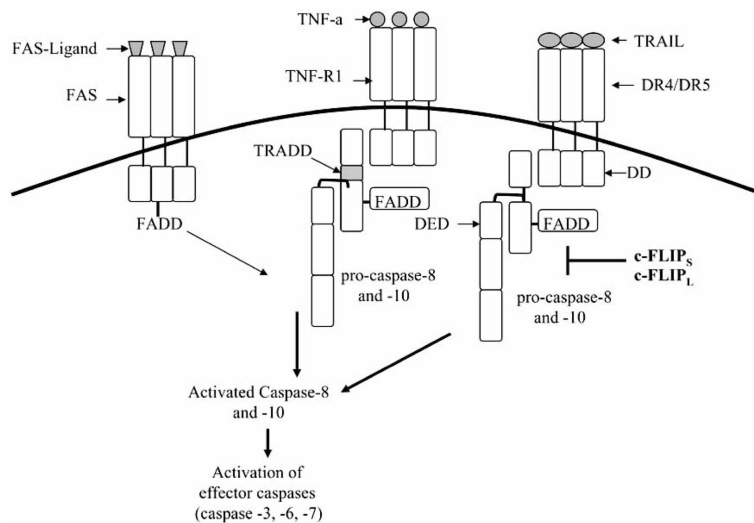 FAS-Ligand
FAS
FADD
TNF-a
TNF-R1
TRADD
FADD
pro-caspase-8
and -10
TRAIL
DR4/DR5
DD
DED
FADD
c-FLIPS
c-FLIPL
pro-caspase-8
and -10
Activated Caspase-8
and -10
Activation of
effector caspases
(caspase -3, -6, -7)